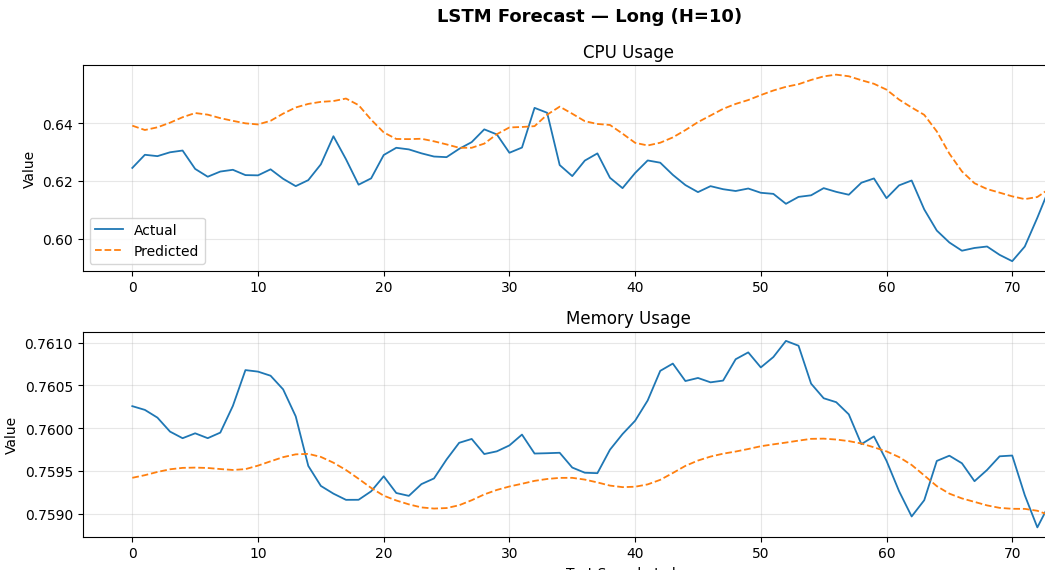 LSTM Forecast — Long (H=10)
CPU Usage
Value
0.64
0.62
0.60
Actual
Predicted
0 10 20 30 40 50 60 70
Memory Usage
Value
0.7610
0.7605
0.7600
0.7595
0.7590
0 10 20 30 40 50 60 70